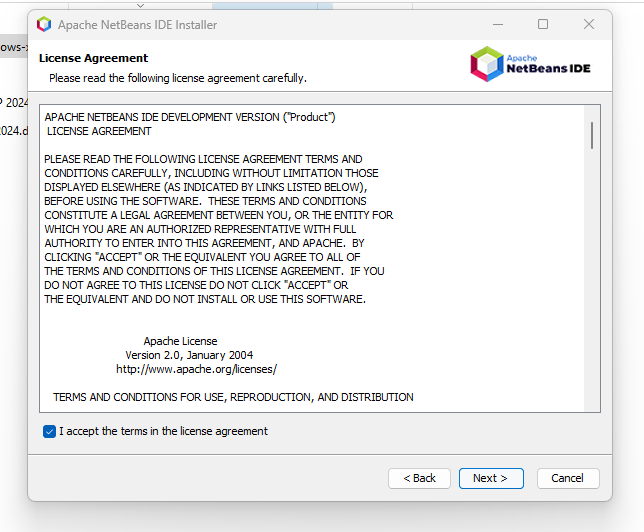 Apache NetBeans IDE Installer
ows-x
License Agreement
Please read the following license agreement carefully.
Apache
NetBeans IDE
P 2024
2024.d
APACHE NETBEANS IDE DEVELOPMENT VERSION ("Product")
LICENSE AGREEMENT
PLEASE READ THE FOLLOWING LICENSE AGREEMENT TERMS AND
CONDITIONS CAREFULLY, INCLUDING WITHOUT LIMITATION THOSE
DISPLAYED ELSEWHERE (AS INDICATED BY LINKS LISTED BELOW),
BEFORE USING THE SOFTWARE.  THESE TERMS AND CONDITIONS
CONSTITUTE A LEGAL AGREEMENT BETWEEN YOU, OR THE ENTITY FOR
WHICH YOU ARE AN AUTHORIZED REPRESENTATIVE WITH FULL
AUTHORITY TO ENTER INTO THIS AGREEMENT, AND APACHE.  BY
CLICKING "ACCEPT" OR THE EQUIVALENT YOU AGREE TO ALL OF
THE TERMS AND CONDITIONS OF THIS LICENSE AGREEMENT.  IF YOU
DO NOT AGREE TO THIS LICENSE DO NOT CLICK "ACCEPT" OR
THE EQUIVALENT AND DO NOT INSTALL OR USE THIS SOFTWARE.
Apache License
Version 2.0, January 2004
http://www.apache.org/licenses/
TERMS AND CONDITIONS FOR USE, REPRODUCTION, AND DISTRIBUTION
I accept the terms in the license agreement
< Back
Next >
Cancel